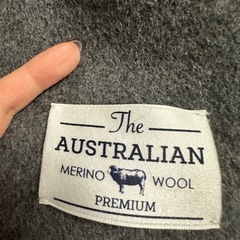 The
AUSTRALIAN
MERINO WOOL
PREMIUM